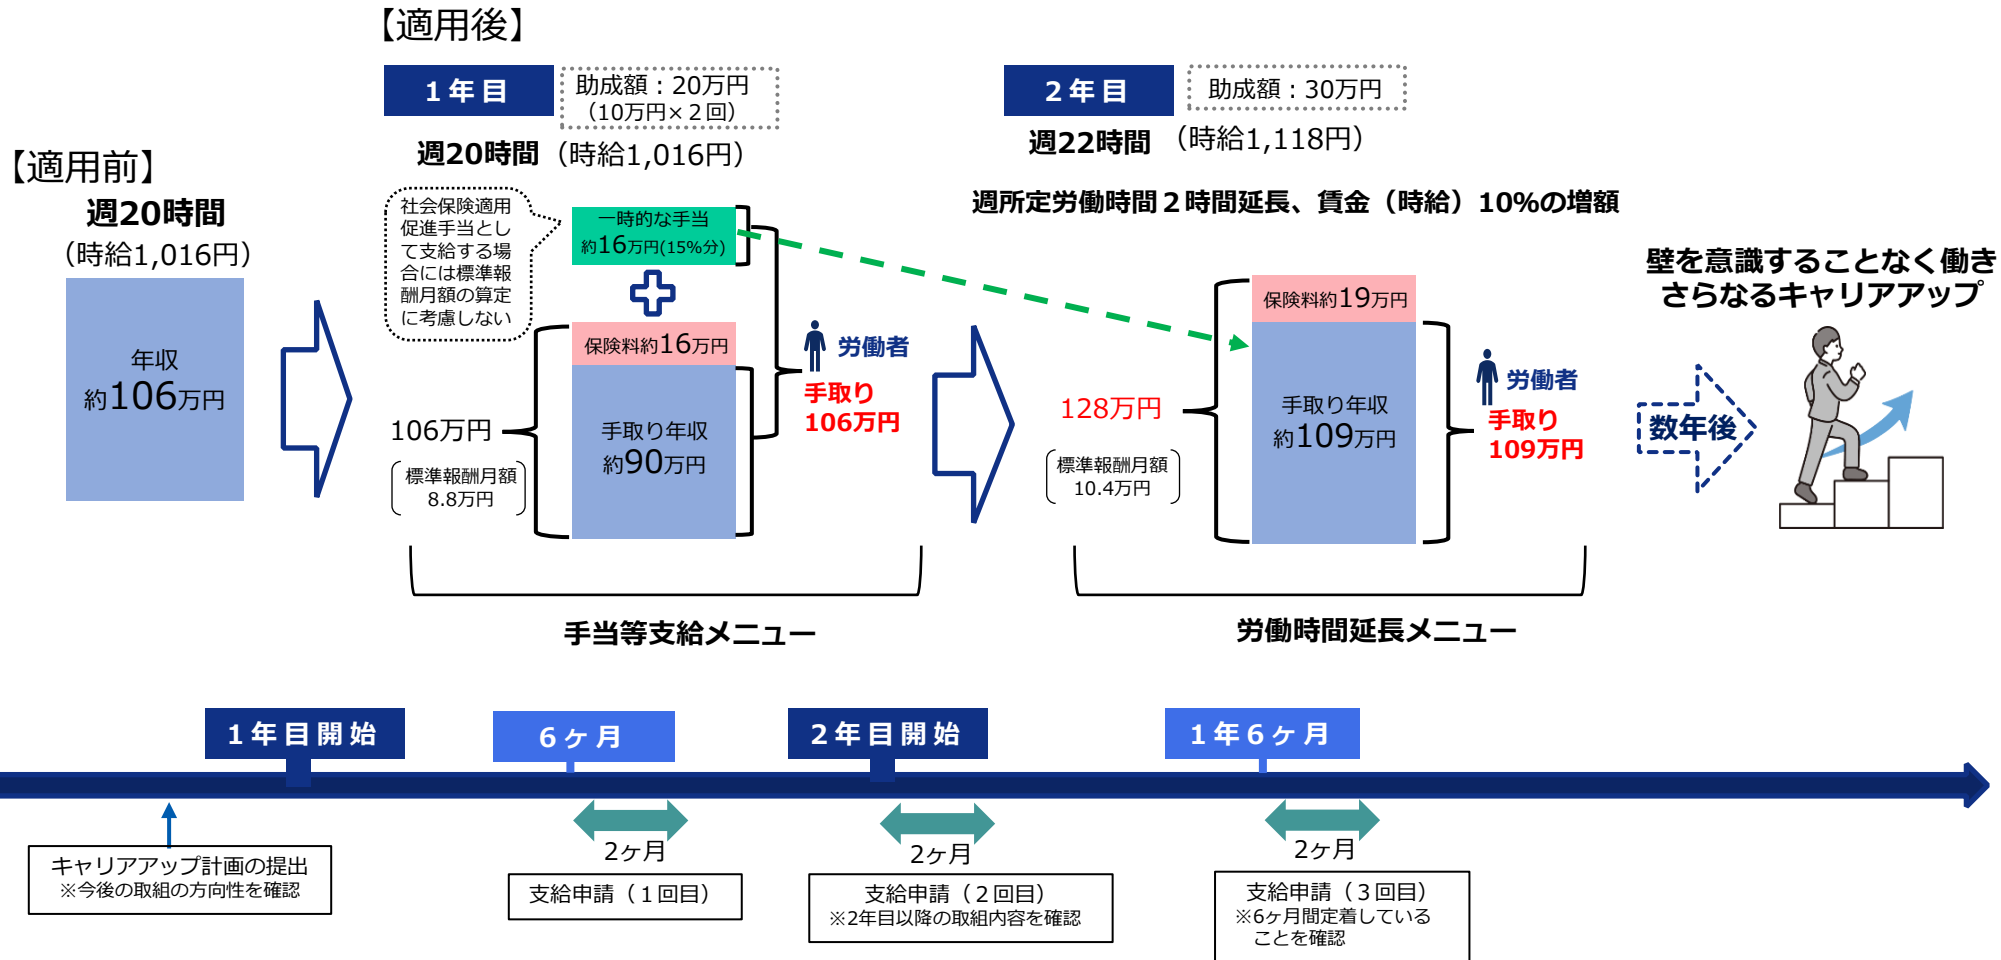 【適用後】
1年目
助成額：20万円
（10万円×２回）
週20時間（時給1,016円）
２年目
助成額：30万円
週22時間（時給1,118円）
【適用前】
週20時間
（時給1,016円）
年収
約106万円
社会保険適用
促進手当とし
て支給する場
合には標準報
酬月額の算定
に考慮しない
一時的な手当
約16万円(15%分)
保険料約16万円
手取り年収
約90万円
106万円
標準報酬月額
8.8万円
労働者
手取り
106万円
手当等支給メニュー
週所定労働時間２時間延長、賃金（時給）10%の増額
保険料約19万円
手取り年収
約109万円
128万円
標準報酬月額
10.4万円
労働者
手取り
109万円
労働時間延長メニュー
数年後
壁を意識することなく働き
さらなるキャリアアップ
１年目開始
６ヶ月
２年目開始
１年６ヶ月
キャリアアップ計画の提出
※今後の取組の方向性を確認
2ヶ月
支給申請（１回目）
2ヶ月
支給申請（２回目）
※2年目以降の取組内容を確認
2ヶ月
支給申請（３回目）
※6ヶ月間定着している
ことを確認